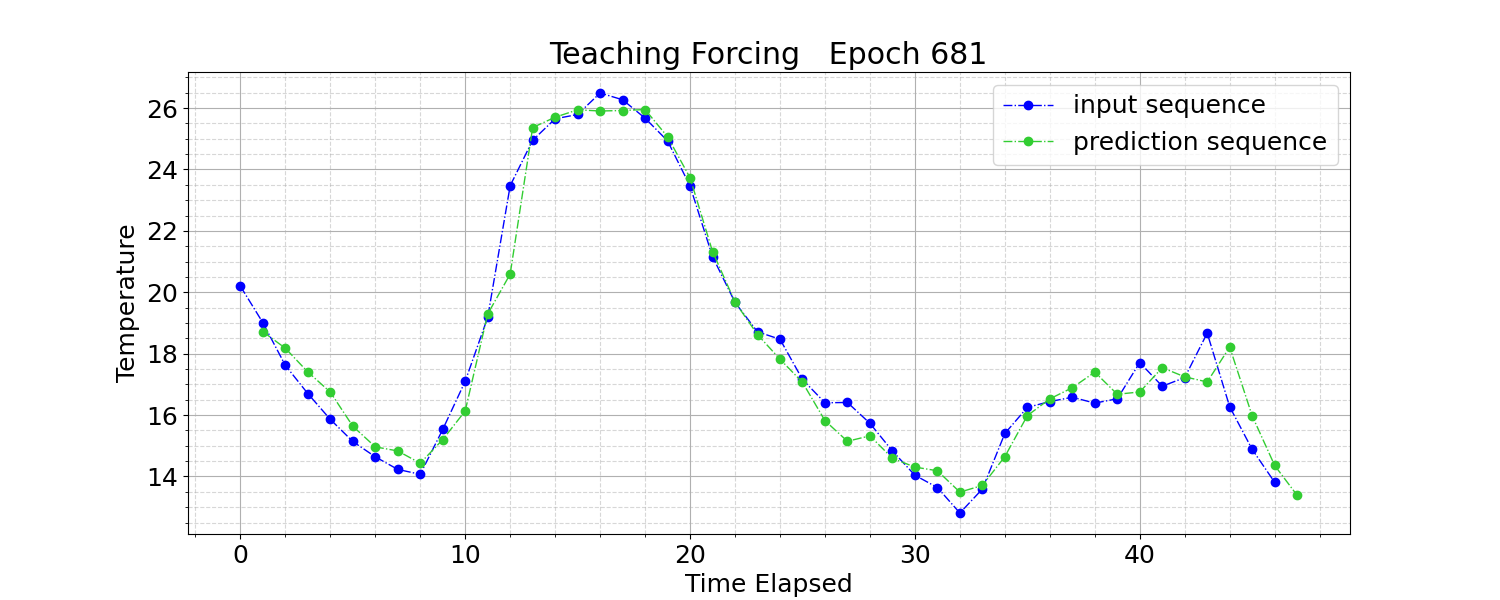 Teaching Forcing   Epoch 681
input sequence
prediction sequence
Temperature
26
24
22
20
18
16
14
0 10 20 30 40
Time Elapsed